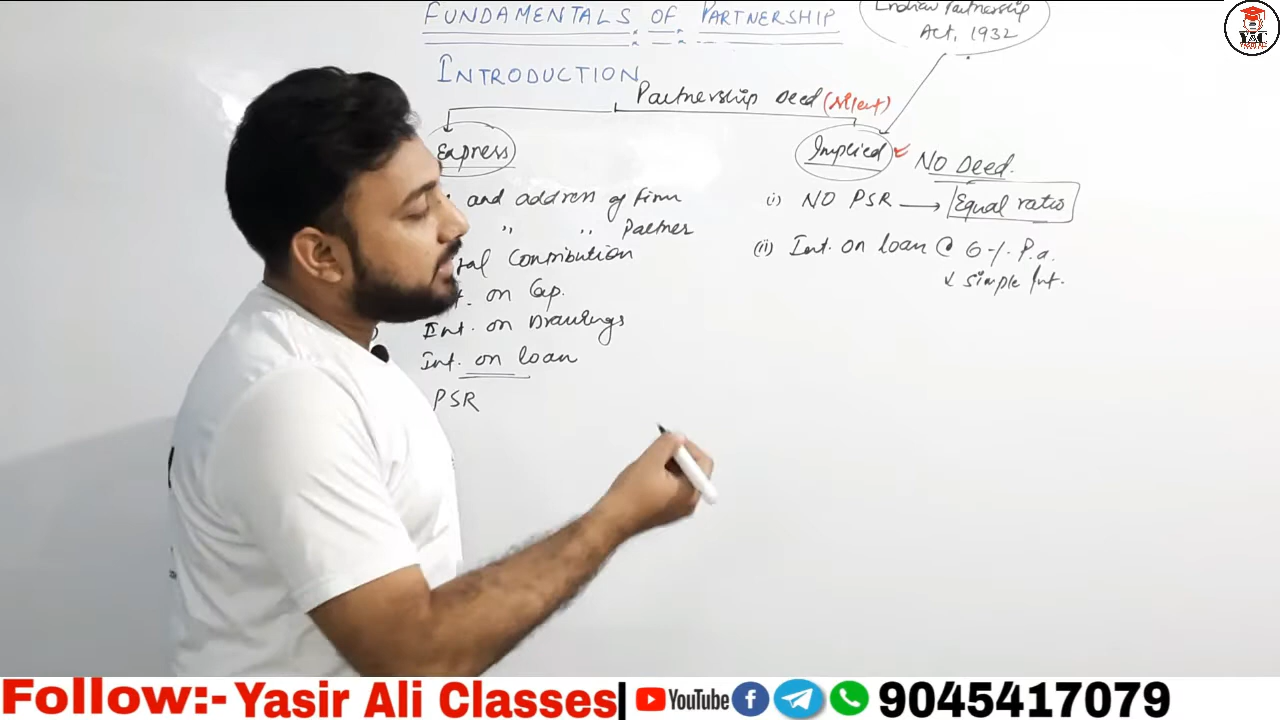 FUNDAMENTALS OF PARTNERSHIP
Indian Partnership
Act, 1932
INTRODUCTION
Partnership Deed (Silent)
Express
Implied
NO Deed.
and address of firm
" " Partner
Contribution
Int. on Cap.
Int. on Drawings
Int. on loan
PSR
(i) NO PSR → Equal ratio
(ii) Int. on loan @ 6 % P.a.
Simple Int.
YAC
Follow:- Yasir Ali Classes| YouTube 9045417079